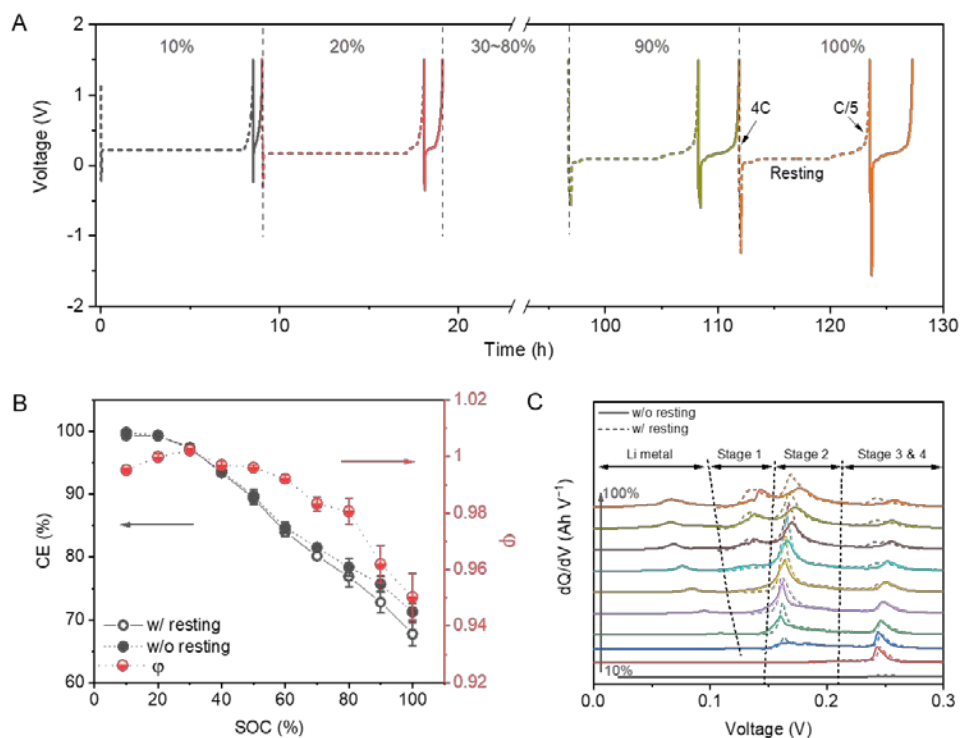 A
10%
20%
30~80%
90%
100%
4C
C/5
Resting
Voltage (V)
2
1
0
-1
-2
0
10
20
100
110
120
130
Time (h)
B
CE (%)
100
90
80
70
60
w/ resting
w/o resting
φ
20
40
60
80
100
SOC (%)
1.02
1
0.98
0.96
0.94
0.92
φ
C
w/o resting
w/ resting
Li metal
Stage 1
Stage 2
Stage 3 & 4
100%
10%
dQ/dV (Ah V⁻¹)
0.0
0.1
0.2
0.3
Voltage (V)